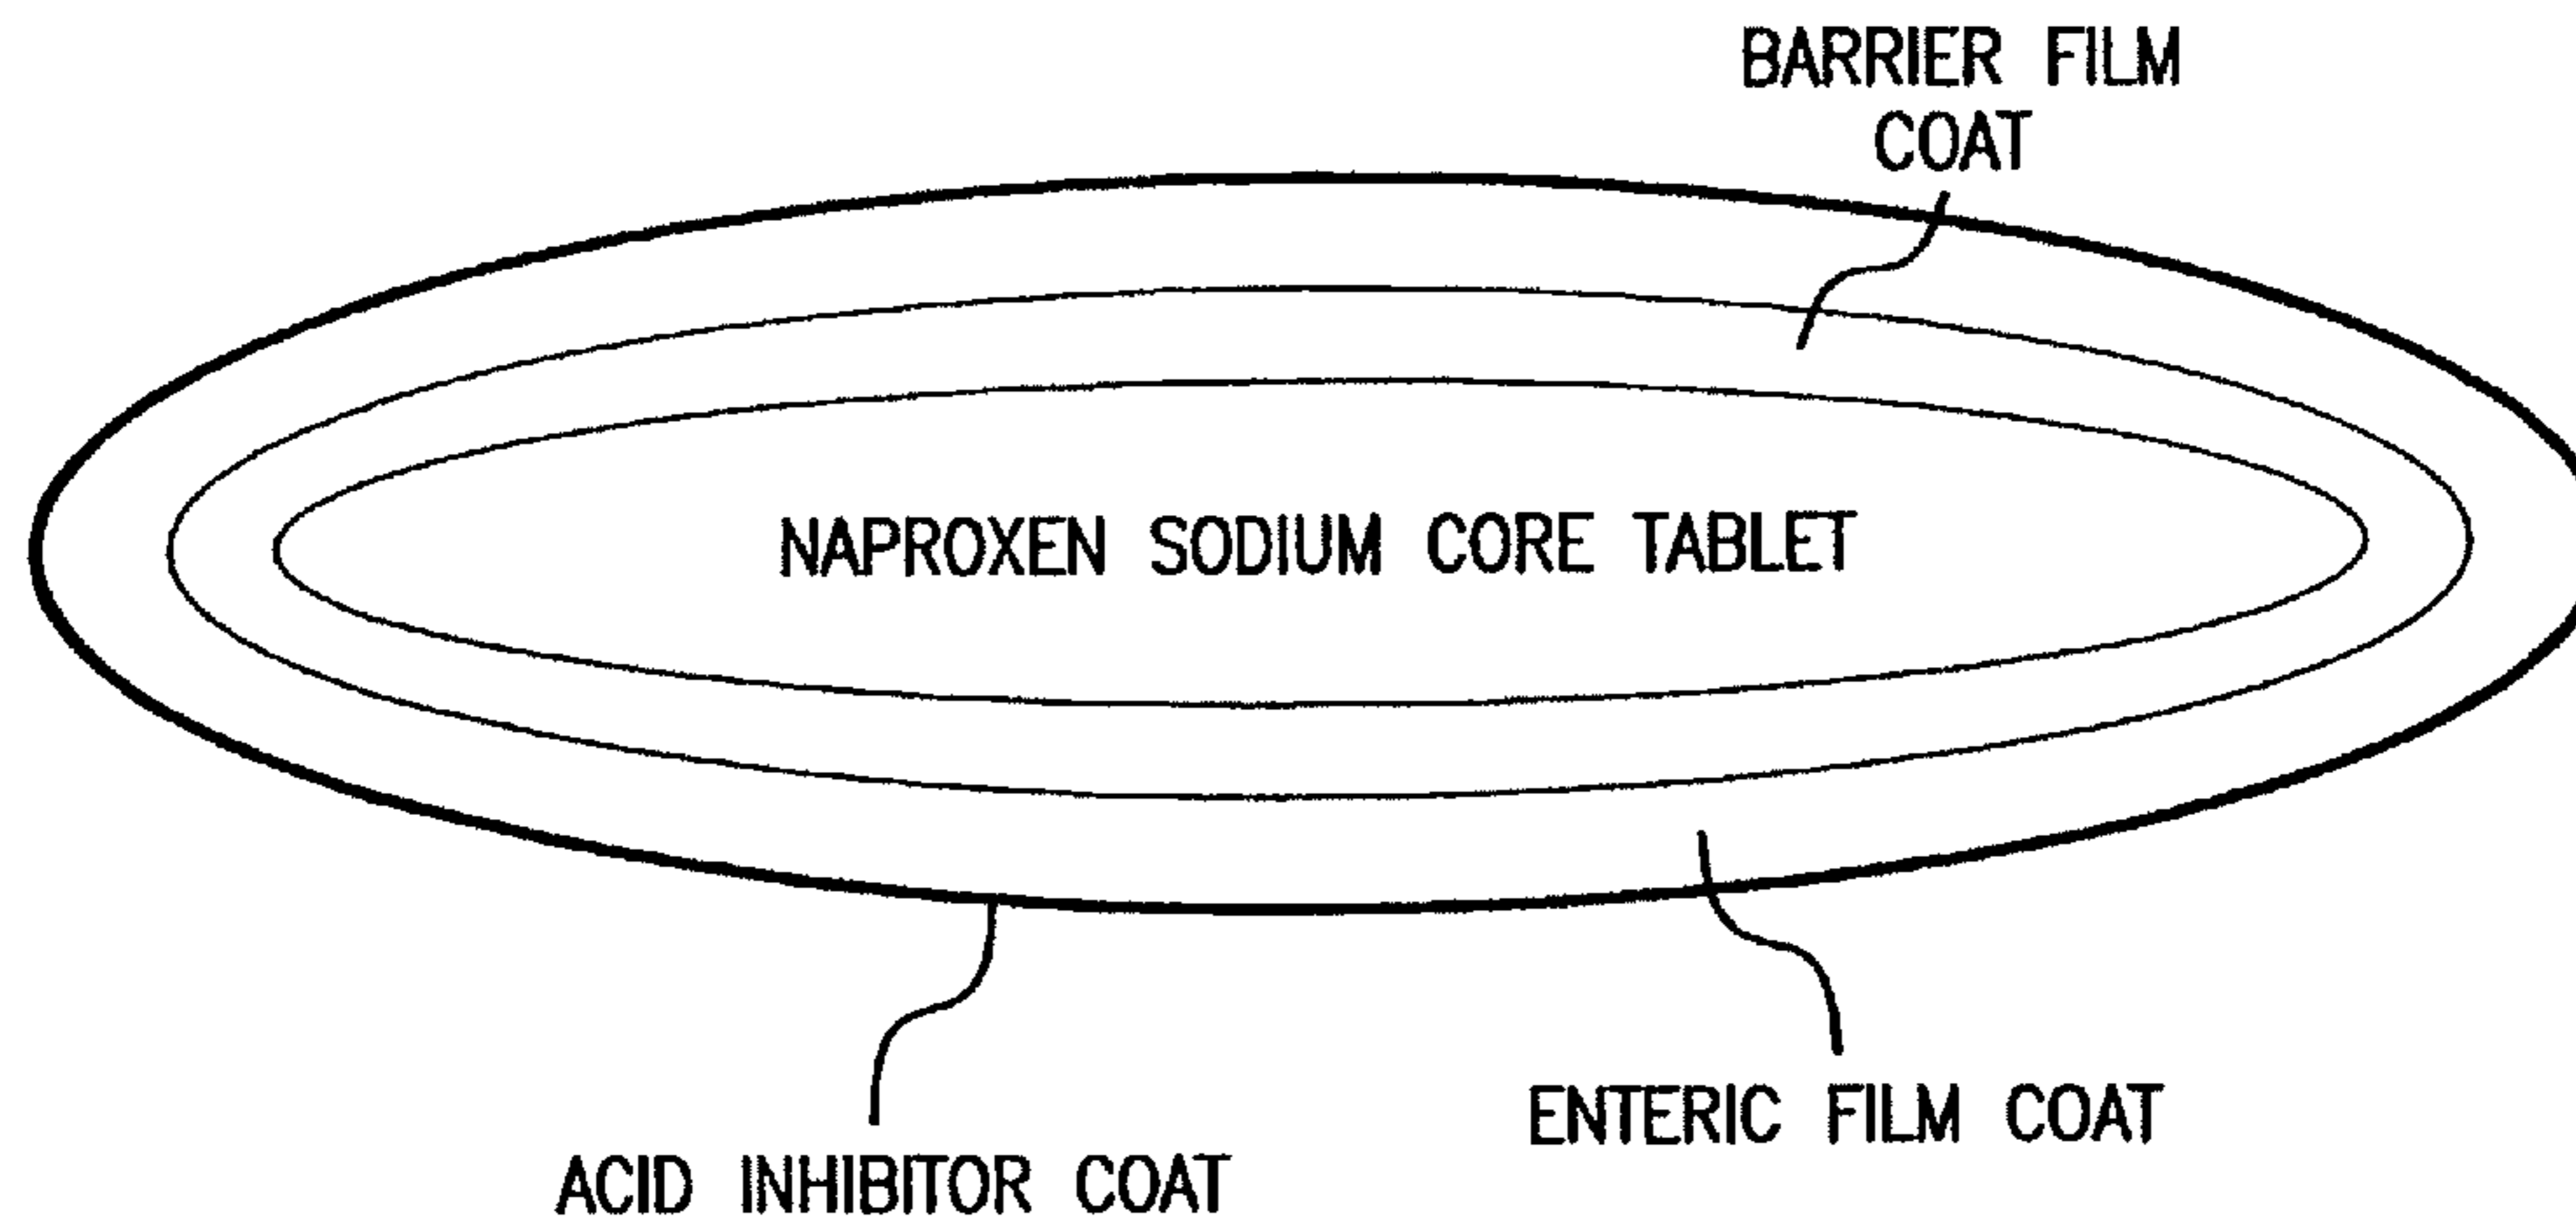 BARRIER FILM
COAT
NAPROXEN SODIUM CORE TABLET
ENTERIC FILM COAT
ACID INHIBITOR COAT